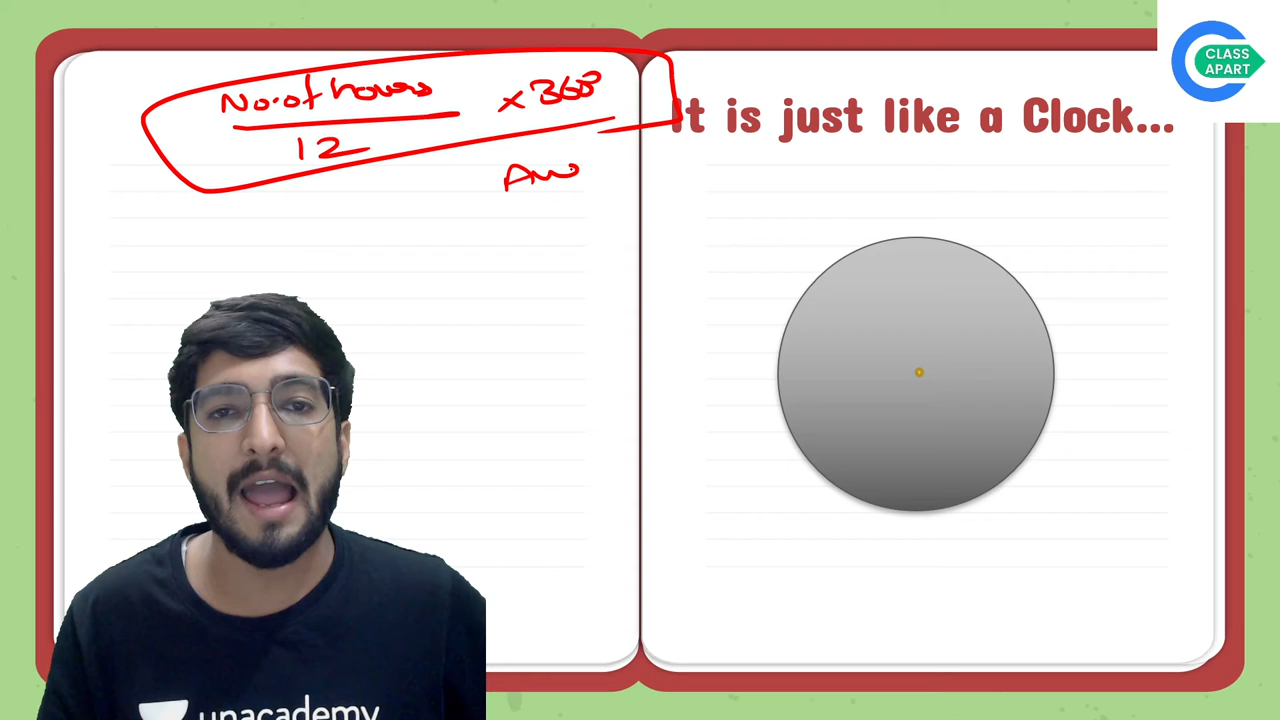 No. of hours × 360°
12
Ans
It is just like a Clock...
CLASS
APART
unacademy